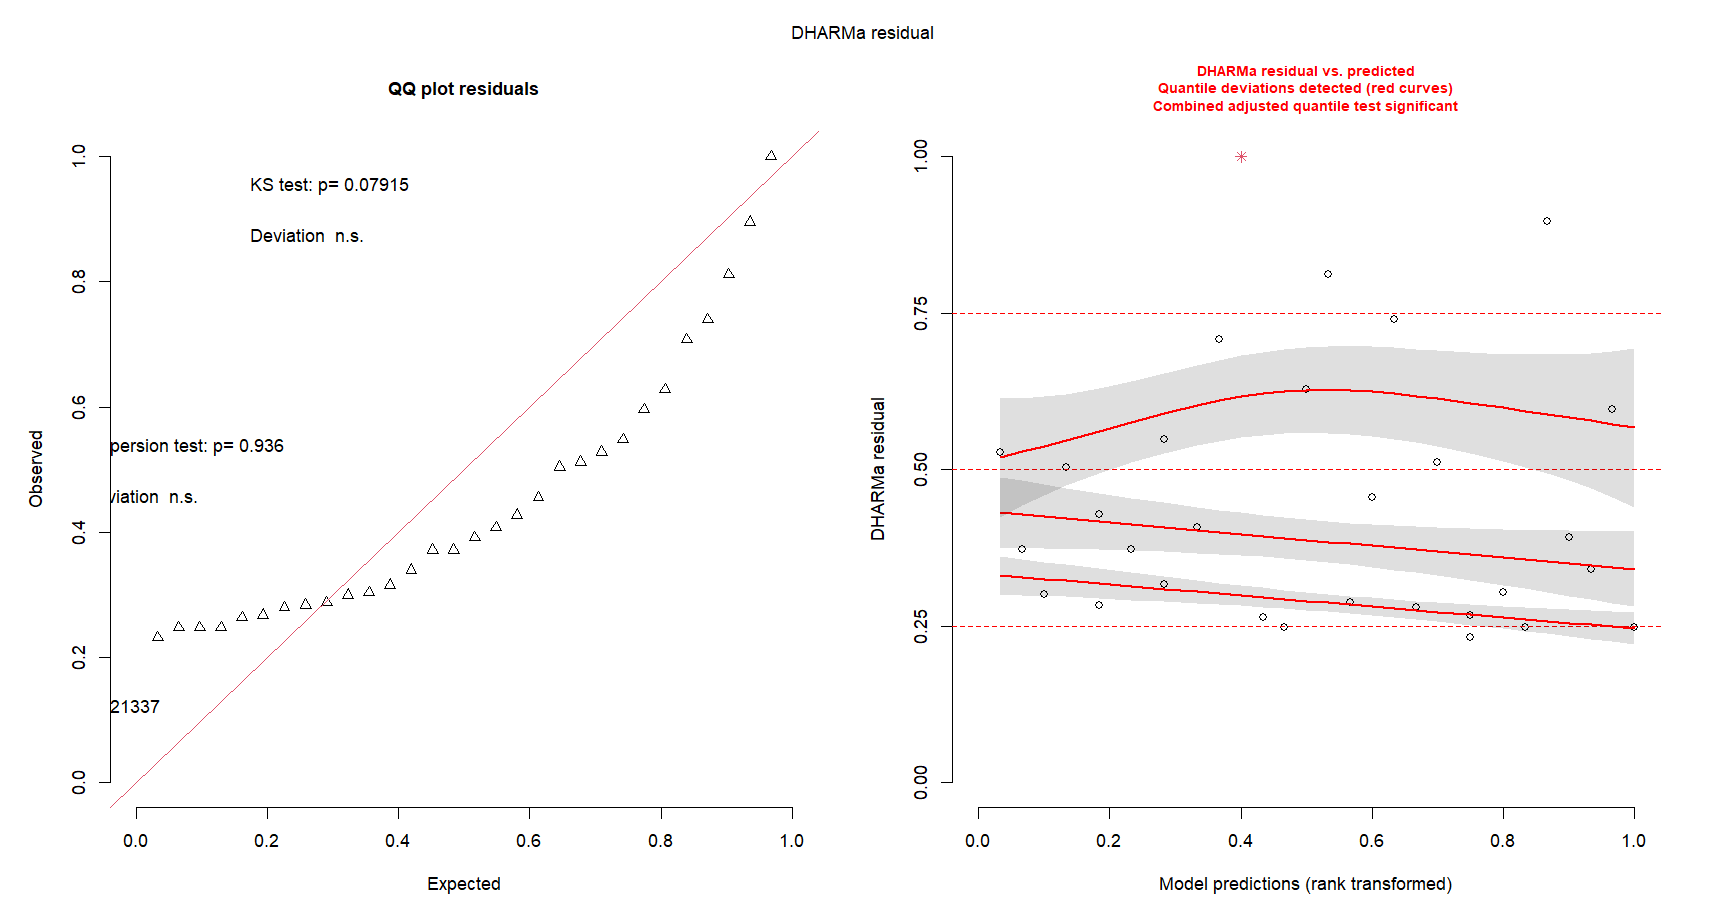 DHARMa residual
QQ plot residuals
KS test: p= 0.07915
Deviation  n.s.
persion test: p= 0.936
viation  n.s.
21337
Observed
0.0
0.2
0.4
0.6
0.8
1.0
0.0
0.2
0.4
0.6
0.8
1.0
Expected
DHARMa residual vs. predicted
Quantile deviations detected (red curves)
Combined adjusted quantile test significant
DHARMa residual
0.00
0.25
0.50
0.75
1.00
0.0
0.2
0.4
0.6
0.8
1.0
Model predictions (rank transformed)